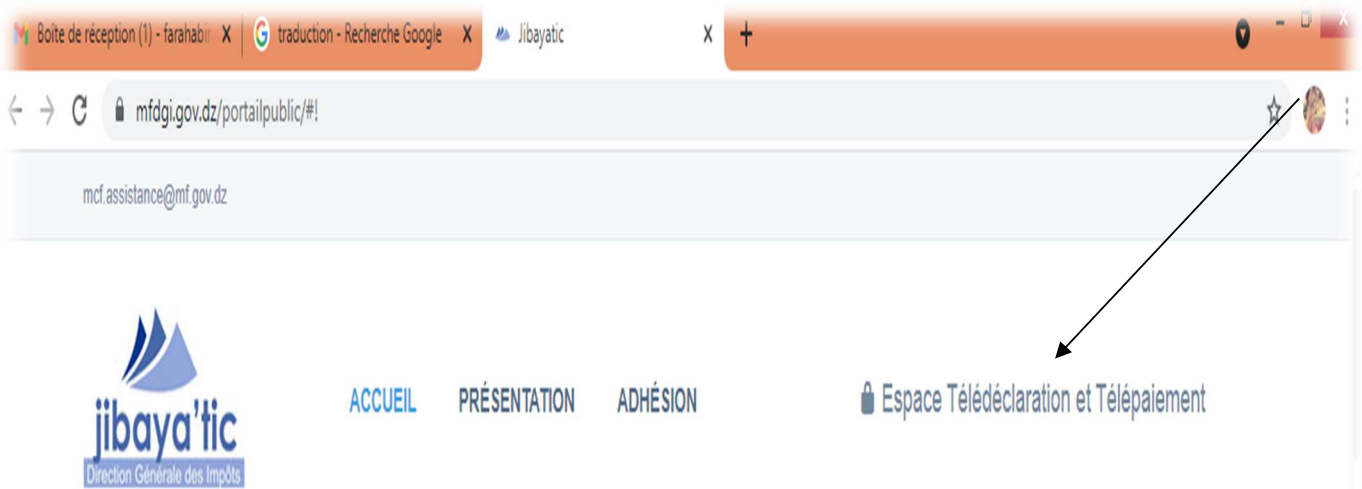 Boîte de réception (1) - farahabir
traduction - Recherche Google
Jibayatic
mfdgi.gov.dz/portailpublic/#!
mcf.assistance@mf.gov.dz
jibaya'tic
Direction Générale des Impôts
ACCUEIL
PRÉSENTATION
ADHÉSION
Espace Télédéclaration et Télépaiement